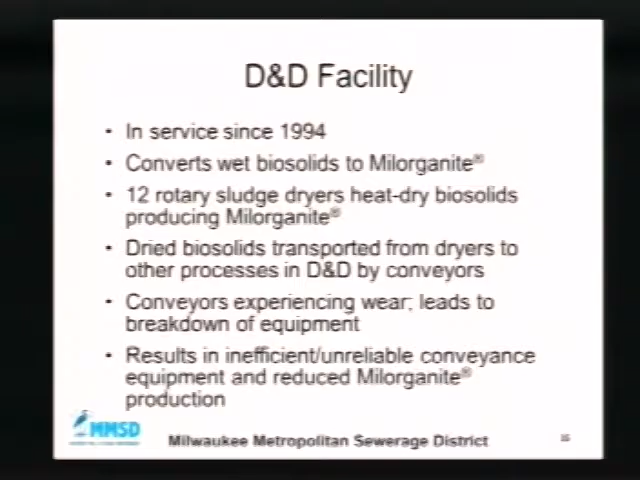 D&D Facility
• In service since 1994
• Converts wet biosolids to Milorganite®
• 12 rotary sludge dryers heat-dry biosolids
producing Milorganite®
• Dried biosolids transported from dryers to
other processes in D&D by conveyors
• Conveyors experiencing wear; leads to
breakdown of equipment
• Results in inefficient/unreliable conveyance
equipment and reduced Milorganite®
production
MMSD
Milwaukee Metropolitan Sewerage District